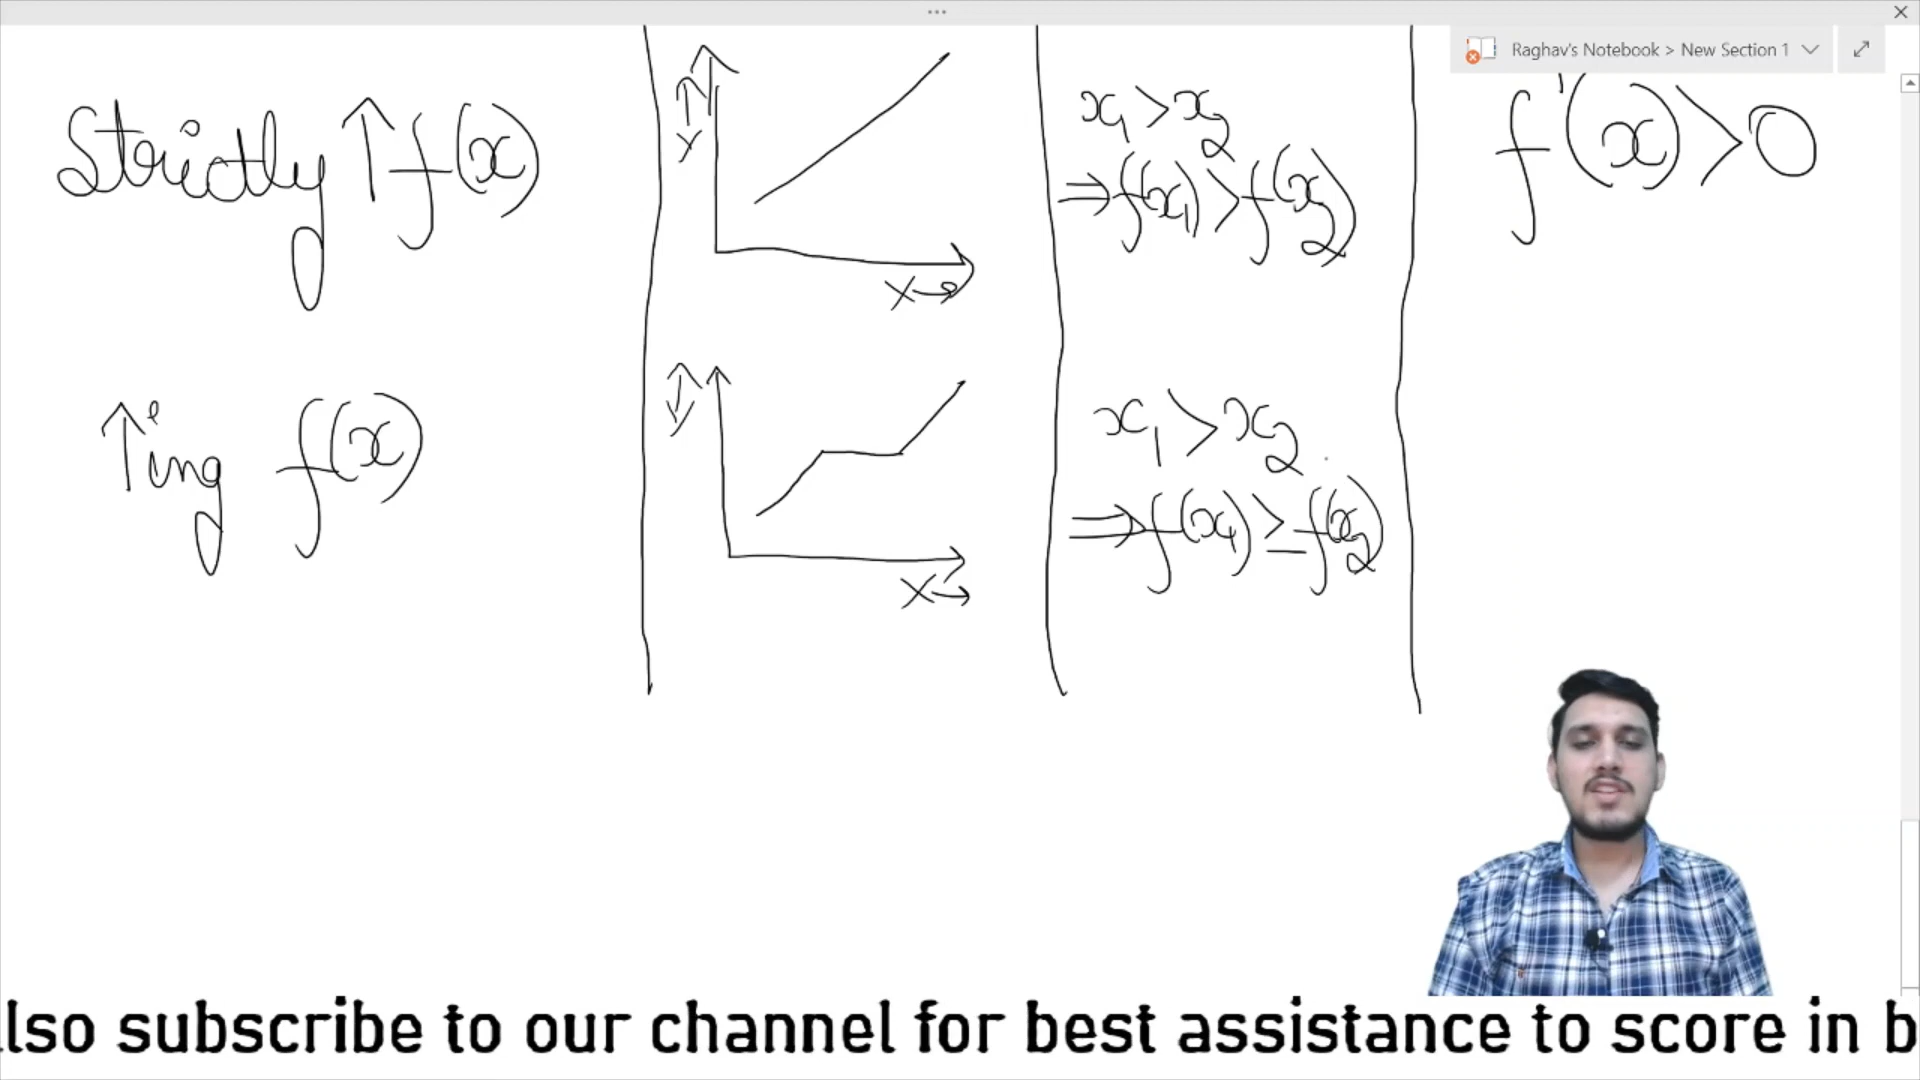 Raghav's Notebook > New Section 1
Strictly ↑ f(x)
Y→
X→
x₁ > x₂
⇒ f(x₁) > f(x₂)
f'(x) > 0
↑ing f(x)
Y→
X→
x₁ > x₂
⇒ f(x₁) ≥ f(x₂)
lso subscribe to our channel for best assistance to score in b